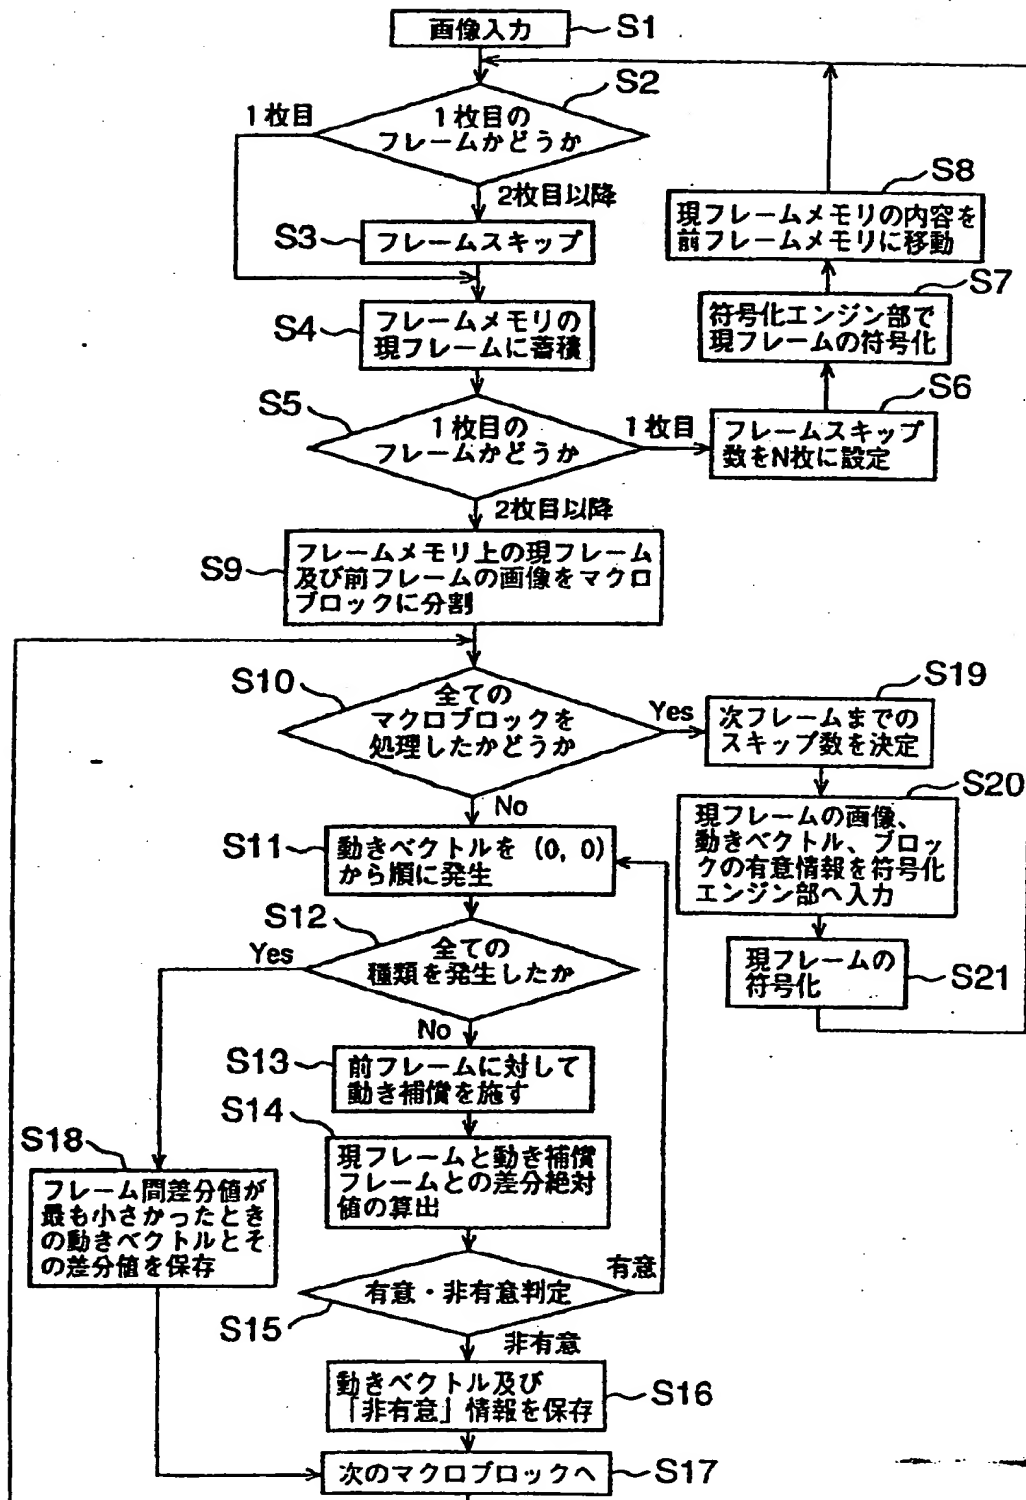 画像入力
S1
S2
1枚目の
フレームかどうか
1枚目
2枚目以降
S3
フレームスキップ
S4
フレームメモリの
現フレームに蓄積
S5
1枚目の
フレームかどうか
1枚目
2枚目以降
S6
フレームスキップ
数をN枚に設定
S7
符号化エンジン部で
現フレームの符号化
S8
現フレームメモリの内容を
前フレームメモリに移動
S9
フレームメモリ上の現フレーム
及び前フレームの画像をマクロ
ブロックに分割
S10
全ての
マクロブロックを
処理したかどうか
Yes
No
S19
次フレームまでの
スキップ数を決定
S20
現フレームの画像、
動きベクトル、ブロッ
クの有意情報を符号化
エンジン部へ入力
S21
現フレームの
符号化
S11
動きベクトルを (0, 0)
から順に発生
S12
全ての
種類を発生したか
Yes
No
S13
前フレームに対して
動き補償を施す
S14
現フレームと動き補償
フレームとの差分絶対
値の算出
S18
フレーム間差分値が
最も小さかったとき
の動きベクトルとそ
の差分値を保存
S15
有意・非有意判定
有意
非有意
S16
動きベクトル及び
「非有意」情報を保存
S17
次のマクロブロックへ